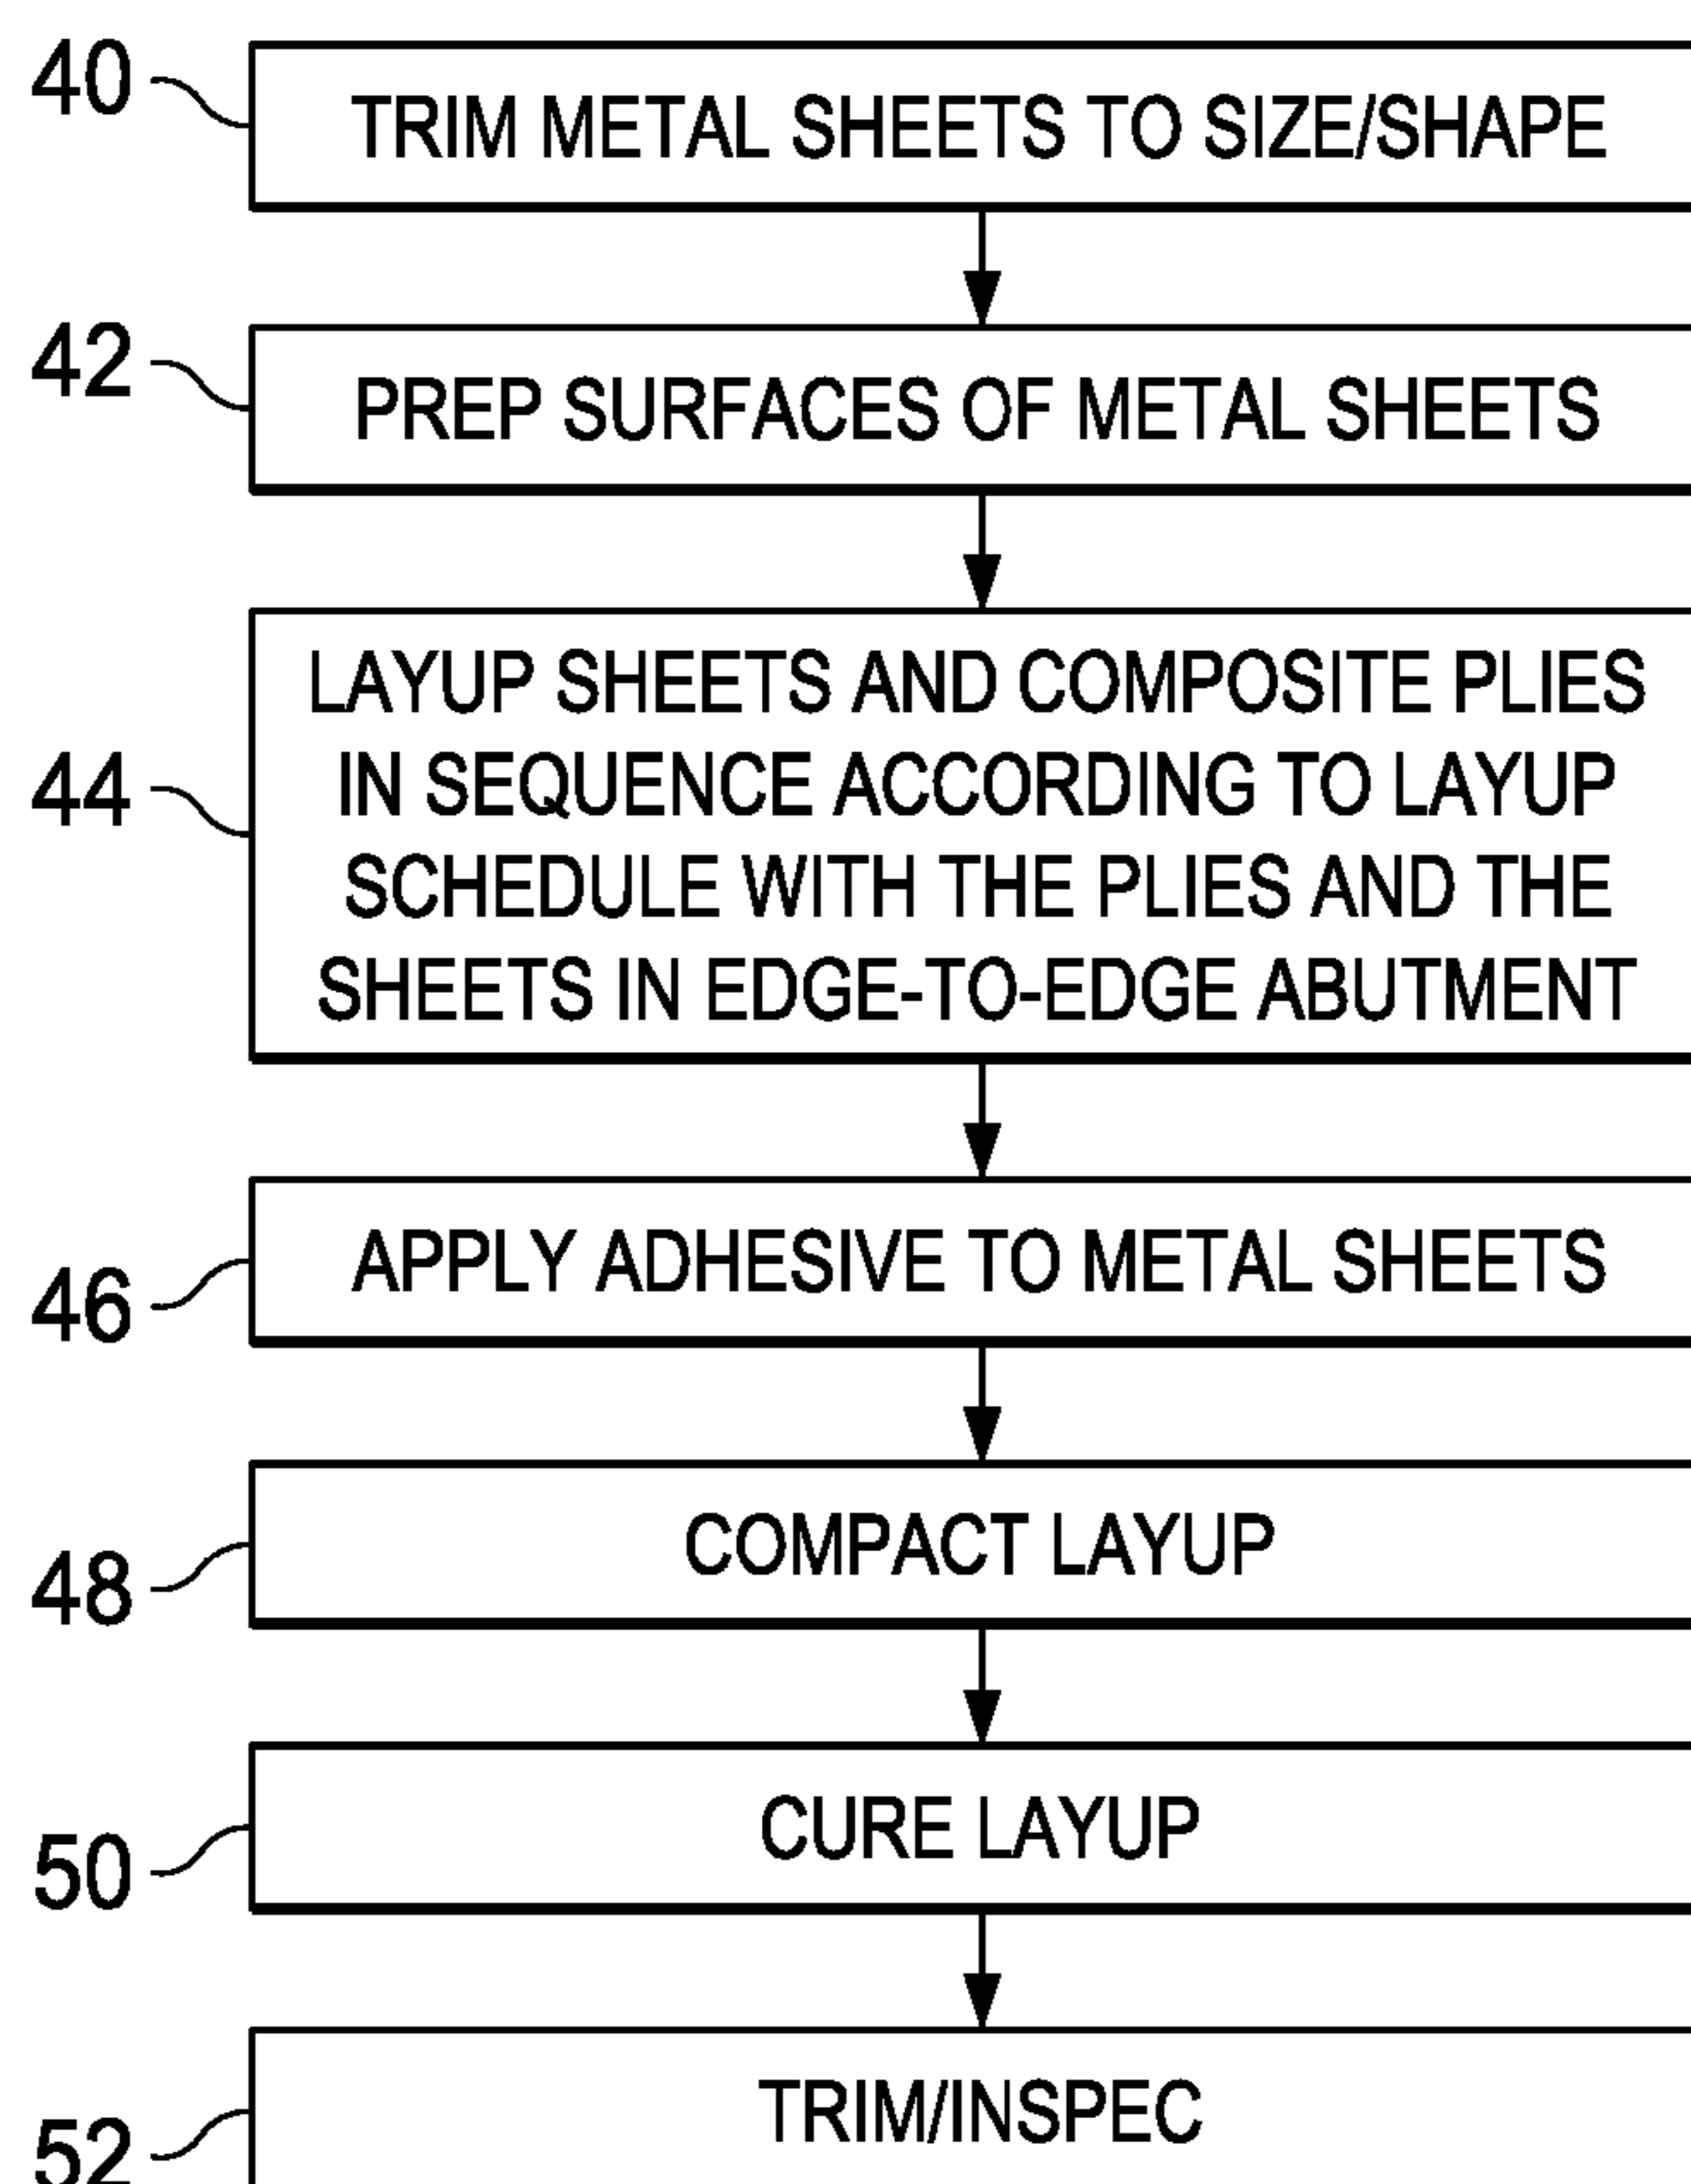 40
TRIM METAL SHEETS TO SIZE/SHAPE
42
PREP SURFACES OF METAL SHEETS
44
LAYUP SHEETS AND COMPOSITE PLIES
IN SEQUENCE ACCORDING TO LAYUP
SCHEDULE WITH THE PLIES AND THE
SHEETS IN EDGE-TO-EDGE ABUTMENT
46
APPLY ADHESIVE TO METAL SHEETS
48
COMPACT LAYUP
50
CURE LAYUP
52
TRIM/INSPEC